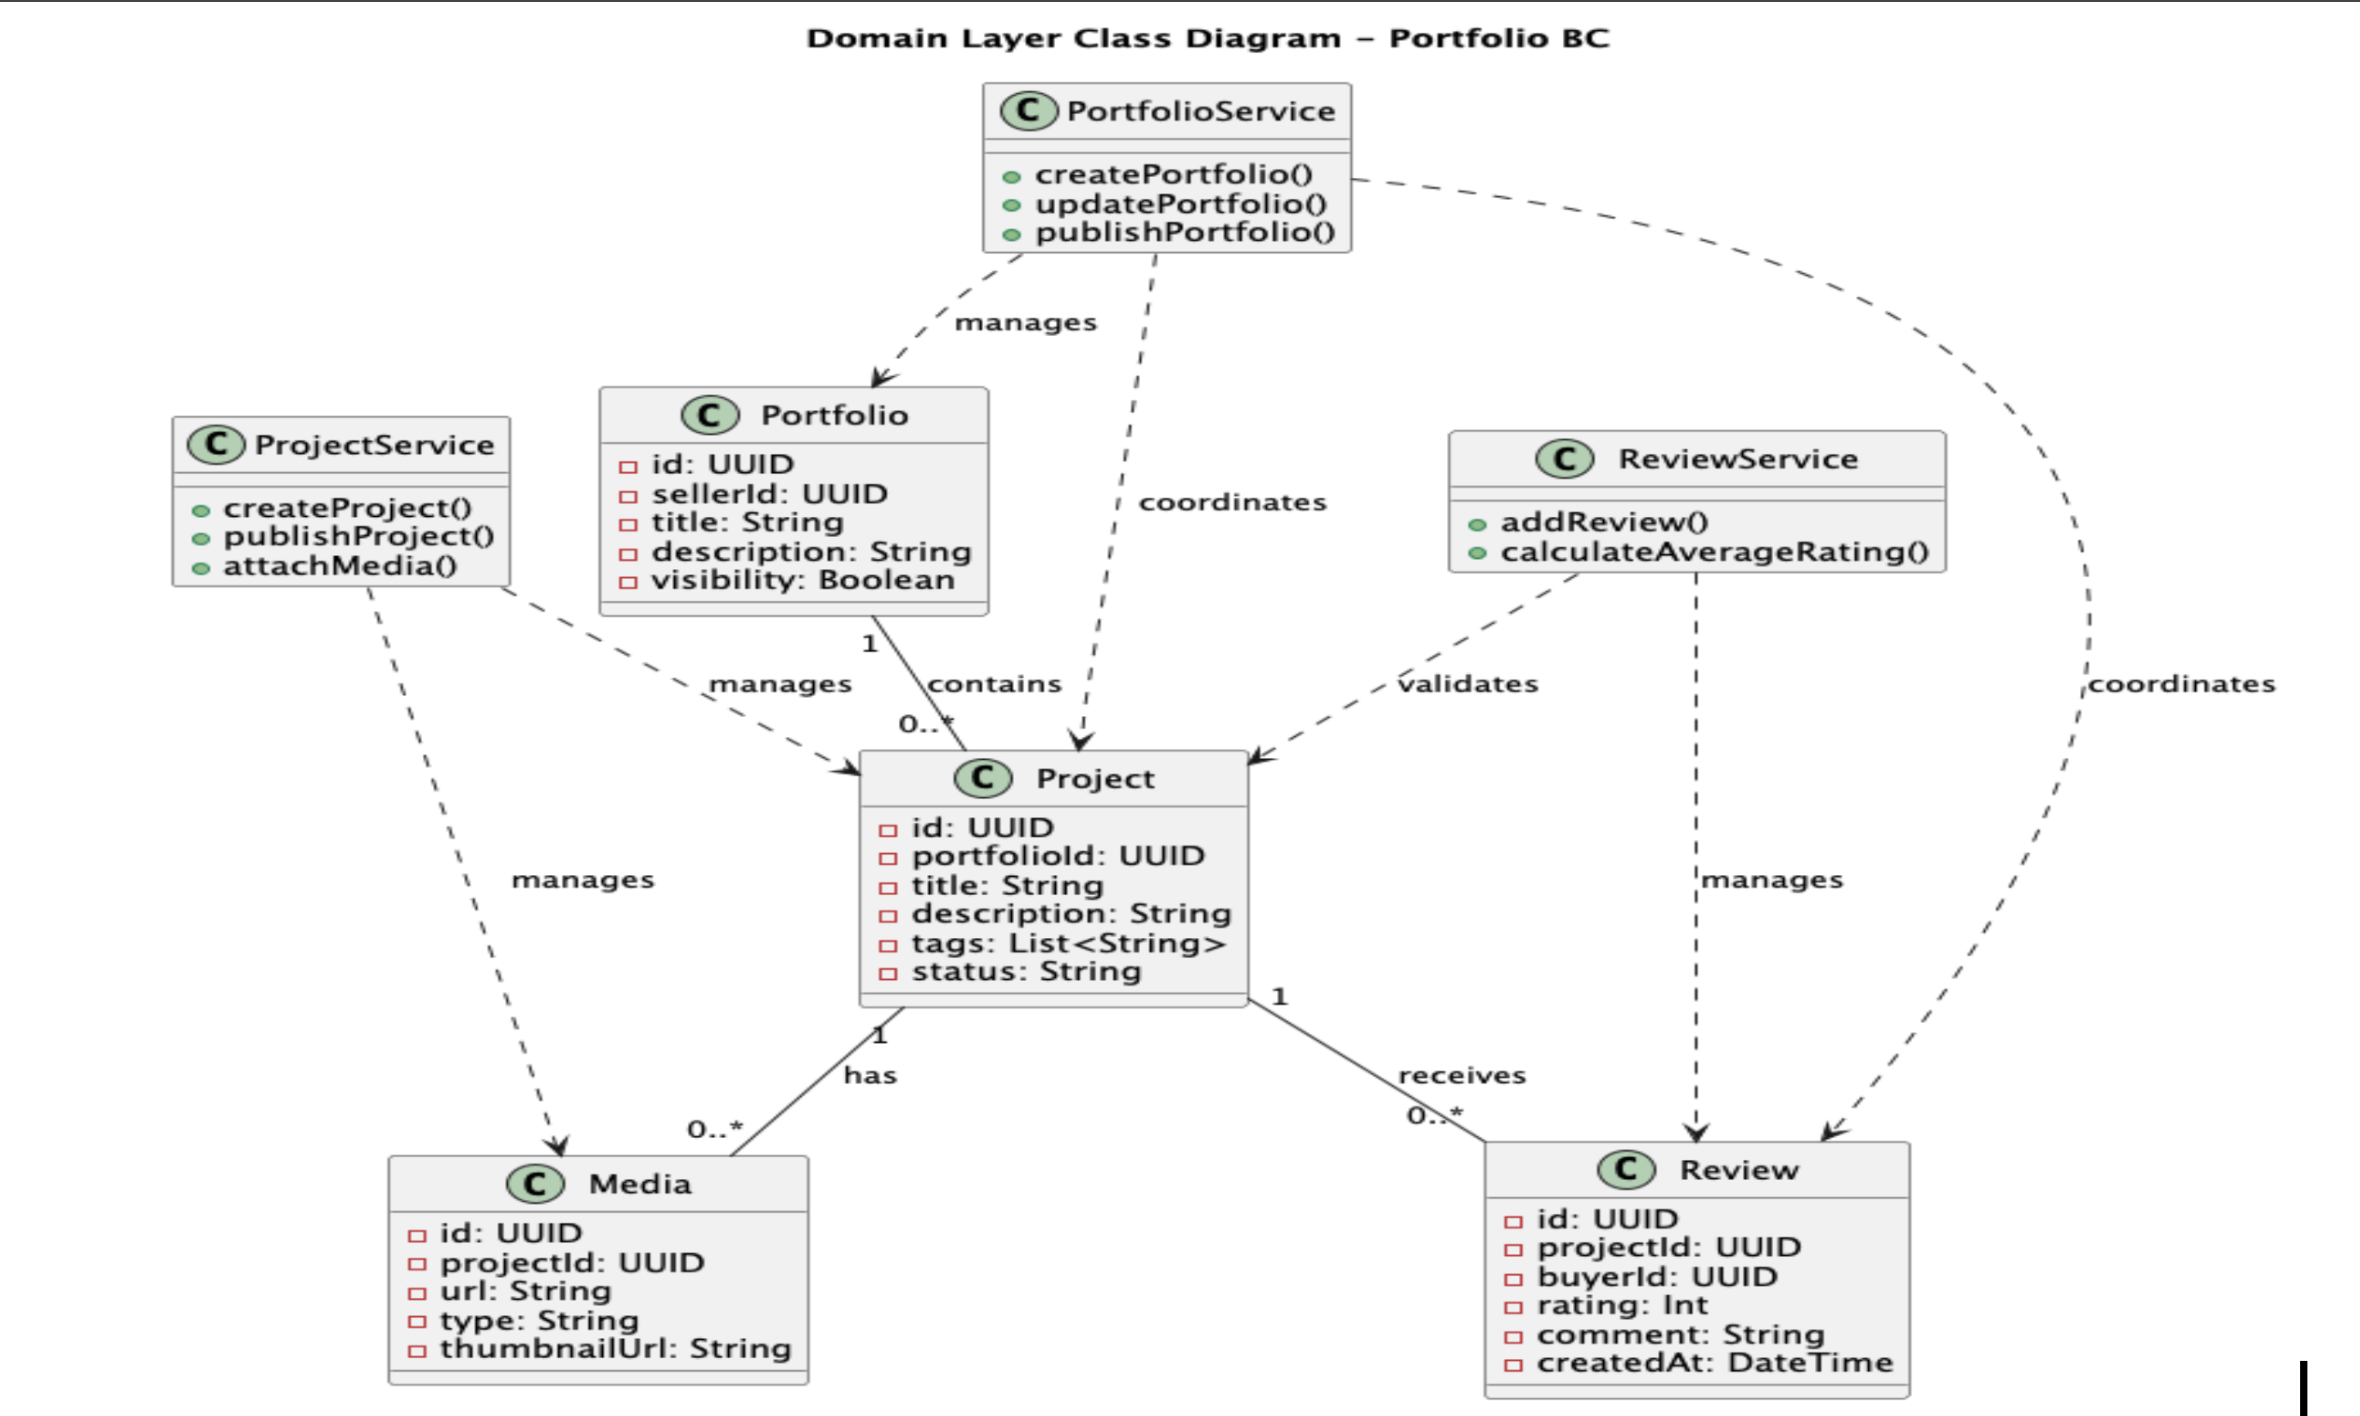 Domain Layer Class Diagram – Portfolio BC
C PortfolioService
createPortfolio()
updatePortfolio()
publishPortfolio()
manages
coordinates
coordinates
C ProjectService
createProject()
publishProject()
attachMedia()
C Portfolio
id: UUID
sellerId: UUID
title: String
description: String
visibility: Boolean
C ReviewService
addReview()
calculateAverageRating()
manages
1
contains
0..*
validates
manages
manages
C Project
id: UUID
portfolioId: UUID
title: String
description: String
tags: List<String>
status: String
1
has
0..*
1
receives
0..*
C Media
id: UUID
projectId: UUID
url: String
type: String
thumbnailUrl: String
C Review
id: UUID
projectId: UUID
buyerId: UUID
rating: Int
comment: String
createdAt: DateTime